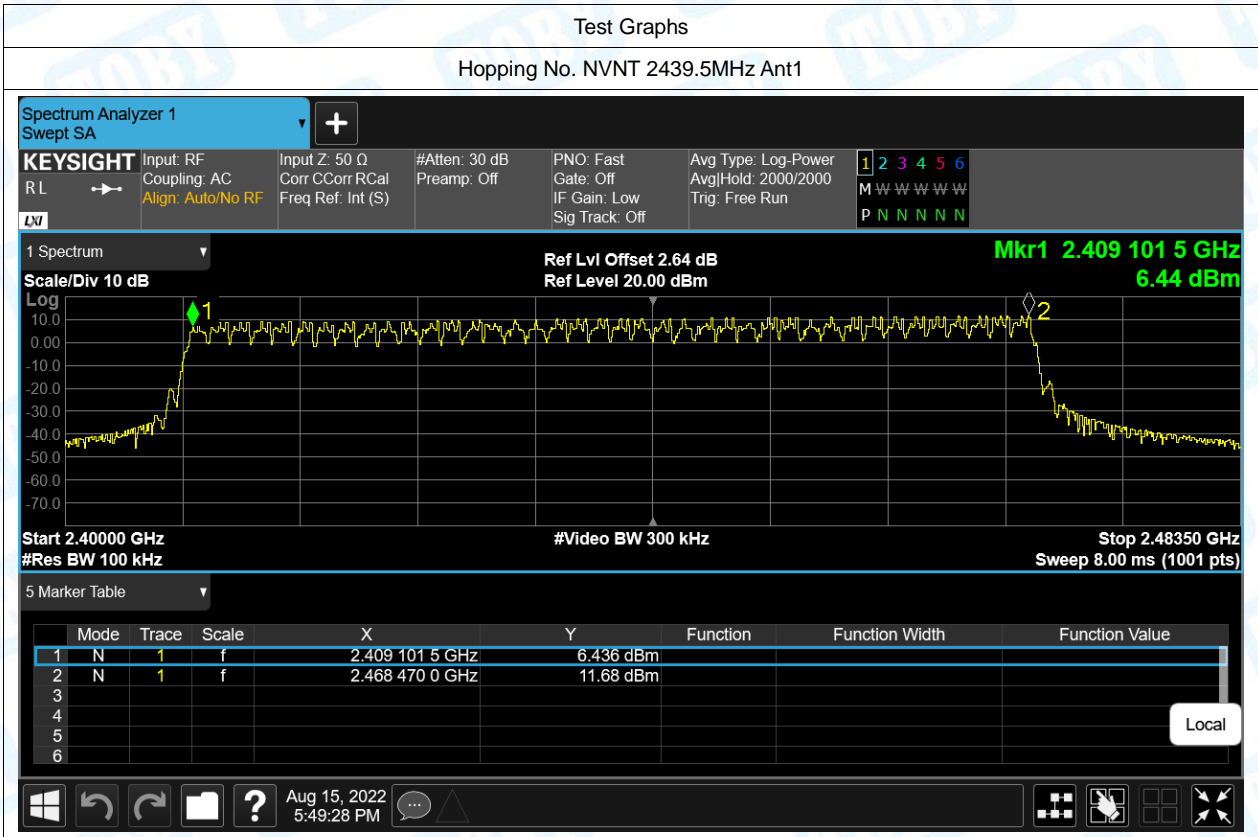 Test Graphs
Hopping No. NVNT 2439.5MHz Ant1
Spectrum Analyzer 1
Swept SA
KEYSIGHT Input: RF Input Z: 50 Ω #Atten: 30 dB PNO: Fast Avg Type: Log-Power 1 2 3 4 5 6
RL Coupling: AC Corr CCorr RCal Preamp: Off Gate: Off Avg|Hold: 2000/2000 M W W W W W
Align: Auto/No RF Freq Ref: Int (S) IF Gain: Low Trig: Free Run
LXI Sig Track: Off P N N N N N
1 Spectrum Ref Lvl Offset 2.64 dB Mkr1 2.409 101 5 GHz
Scale/Div 10 dB Ref Level 20.00 dBm 6.44 dBm
Log
1 2
10.0
0.00
-10.0
-20.0
-30.0
-40.0
-50.0
-60.0
-70.0
Start 2.40000 GHz #Video BW 300 kHz Stop 2.48350 GHz
#Res BW 100 kHz Sweep 8.00 ms (1001 pts)
5 Marker Table
Mode Trace Scale X Y Function Function Width Function Value
1 N 1 f 2.409 101 5 GHz 6.436 dBm
2 N 1 f 2.468 470 0 GHz 11.68 dBm
3
4
5
6
Local
? Aug 15, 2022
5:49:28 PM
TOBY